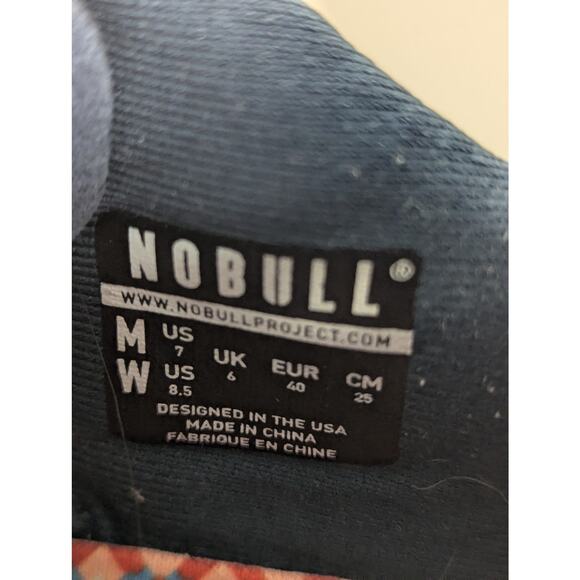 NOBULL®
WWW.NOBULLPROJECT.COM
M US 7 UK 6 EUR 40 CM 25
W US 8.5
DESIGNED IN THE USA
MADE IN CHINA
FABRIQUE EN CHINE